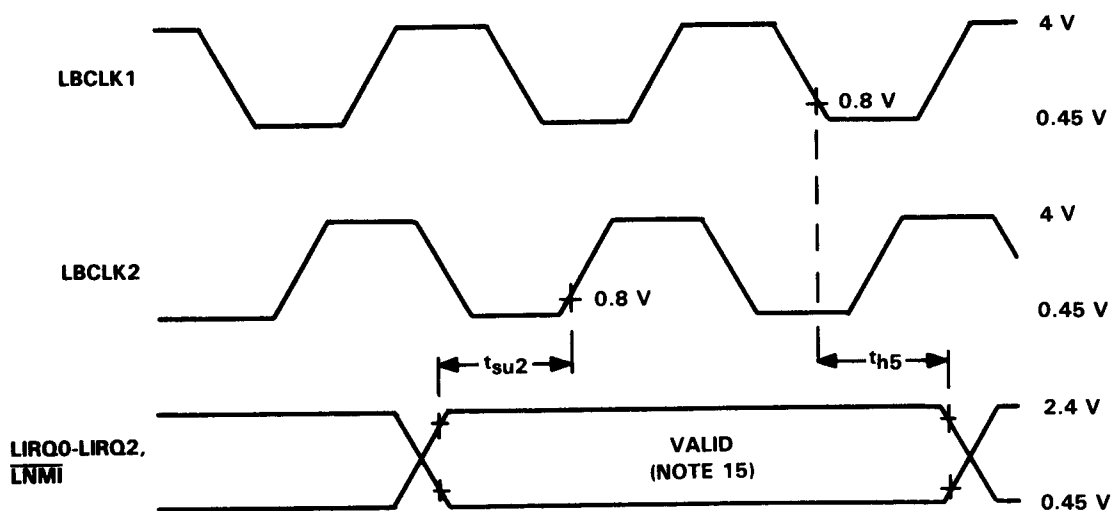 4 V
LBCLK1
0.8 V
0.45 V
4 V
LBCLK2
0.8 V
0.45 V
tsu2
th5
2.4 V
LIRQ0-LIRQ2,
LNMI
VALID
(NOTE 15)
0.45 V